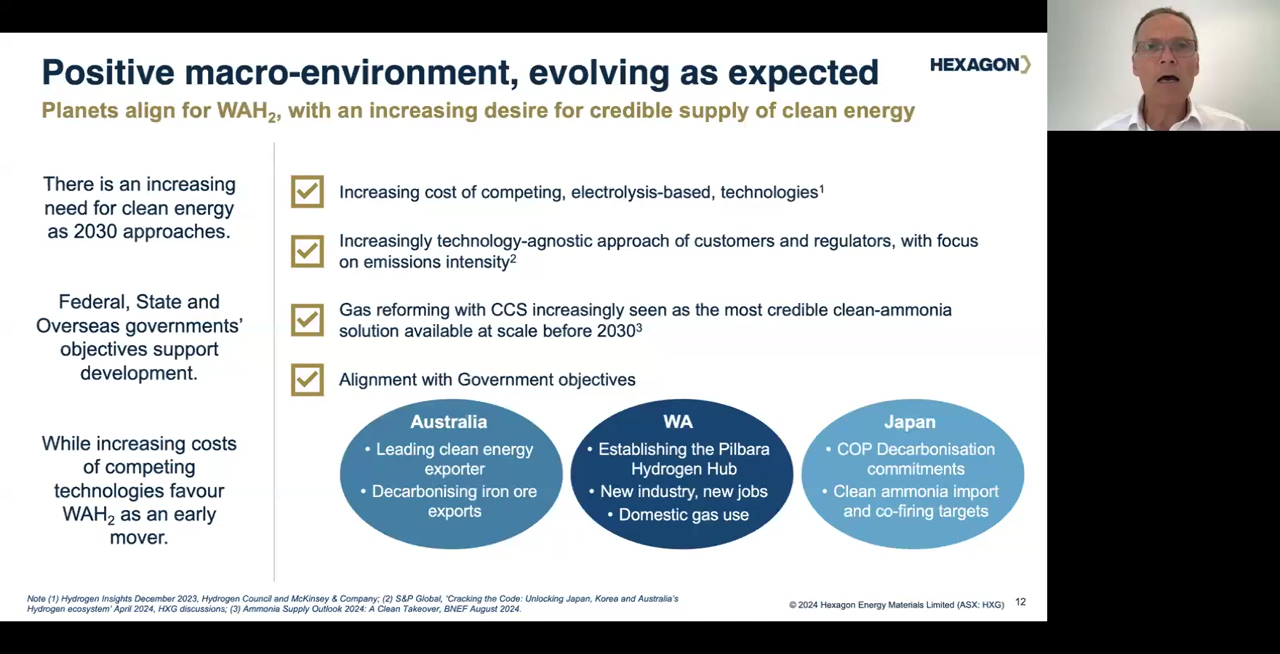 Positive macro-environment, evolving as expected
HEXAGON
Planets align for WAH₂, with an increasing desire for credible supply of clean energy
There is an increasing
need for clean energy
as 2030 approaches.
Federal, State and
Overseas governments’
objectives support
development.
While increasing costs
of competing
technologies favour
WAH₂ as an early
mover.
Increasing cost of competing, electrolysis-based, technologies¹
Increasingly technology-agnostic approach of customers and regulators, with focus
on emissions intensity²
Gas reforming with CCS increasingly seen as the most credible clean-ammonia
solution available at scale before 2030³
Alignment with Government objectives
Australia
• Leading clean energy
exporter
• Decarbonising iron ore
exports
WA
• Establishing the Pilbara
Hydrogen Hub
• New industry, new jobs
• Domestic gas use
Japan
• COP Decarbonisation
commitments
• Clean ammonia import
and co-firing targets
Note (1) Hydrogen Insights December 2023, Hydrogen Council and McKinsey & Company; (2) S&P Global, ‘Cracking the Code: Unlocking Japan, Korea and Australia’s
Hydrogen ecosystem’ April 2024, HXG discussions; (3) Ammonia Supply Outlook 2024: A Clean Takeover, BNEF August 2024.
© 2024 Hexagon Energy Materials Limited (ASX: HXG)
12